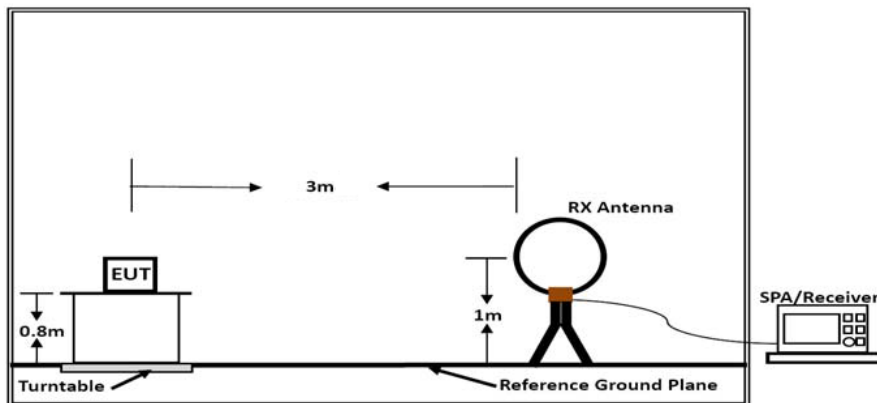 3m
RX Antenna
EUT
SPA/Receiver
0.8m
1m
Turntable
Reference Ground Plane